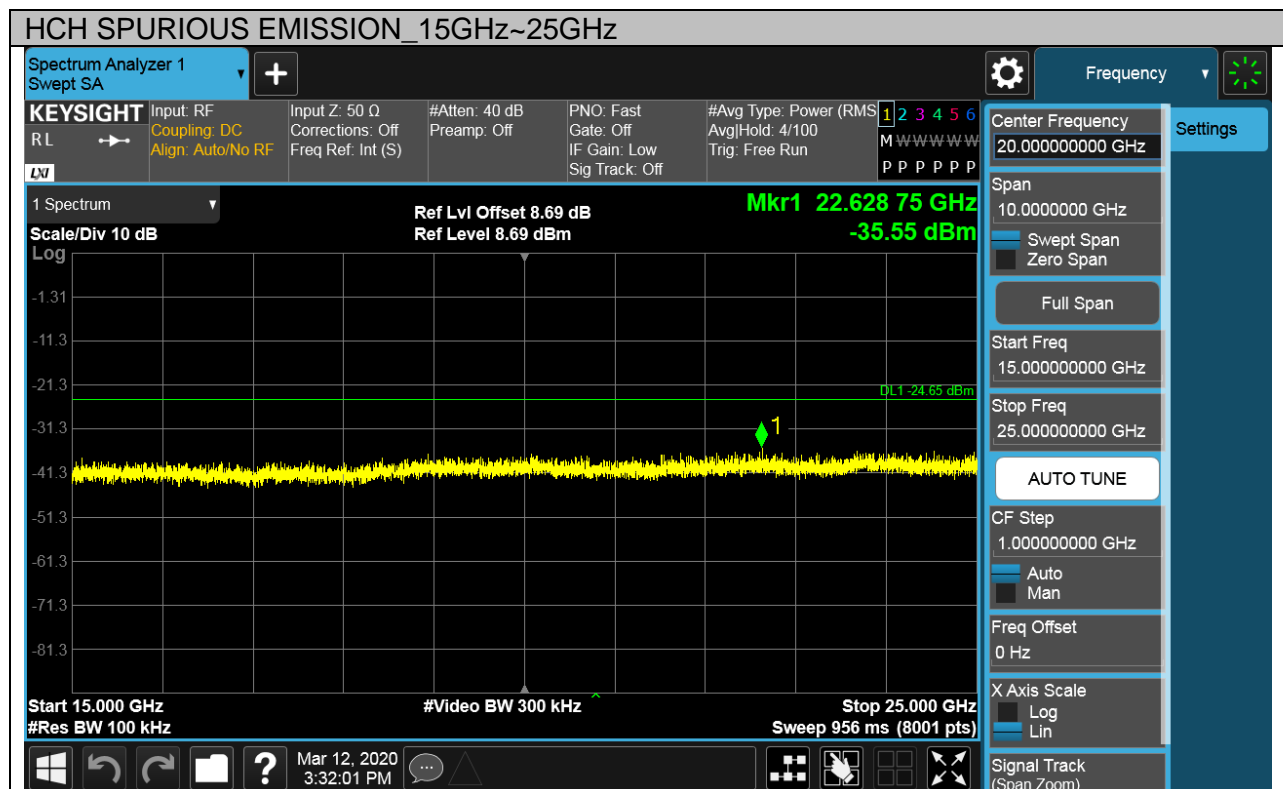 HCH SPURIOUS EMISSION_15GHz~25GHz
Spectrum Analyzer 1
Swept SA
Frequency
KEYSIGHT
RL
LXI
Input: RF
Coupling: DC
Align: Auto/No RF
Input Z: 50 Ω
Corrections: Off
Freq Ref: Int (S)
#Atten: 40 dB
Preamp: Off
PNO: Fast
Gate: Off
IF Gain: Low
Sig Track: Off
#Avg Type: Power (RMS
Avg|Hold: 4/100
Trig: Free Run
1 2 3 4 5 6
M W W W W W
P P P P P P
1 Spectrum
Scale/Div 10 dB
Log
Ref Lvl Offset 8.69 dB
Ref Level 8.69 dBm
Mkr1 22.628 75 GHz
-35.55 dBm
-1.31
-11.3
-21.3
DL1 -24.65 dBm
-31.3
1
-41.3
-51.3
-61.3
-71.3
-81.3
Start 15.000 GHz
#Res BW 100 kHz
#Video BW 300 kHz
Stop 25.000 GHz
Sweep 956 ms (8001 pts)
Mar 12, 2020
3:32:01 PM
Center Frequency
20.000000000 GHz
Span
10.0000000 GHz
Swept Span
Zero Span
Full Span
Start Freq
15.000000000 GHz
Stop Freq
25.000000000 GHz
AUTO TUNE
CF Step
1.000000000 GHz
Auto
Man
Freq Offset
0 Hz
X Axis Scale
Log
Lin
Signal Track
(Span Zoom)
Settings